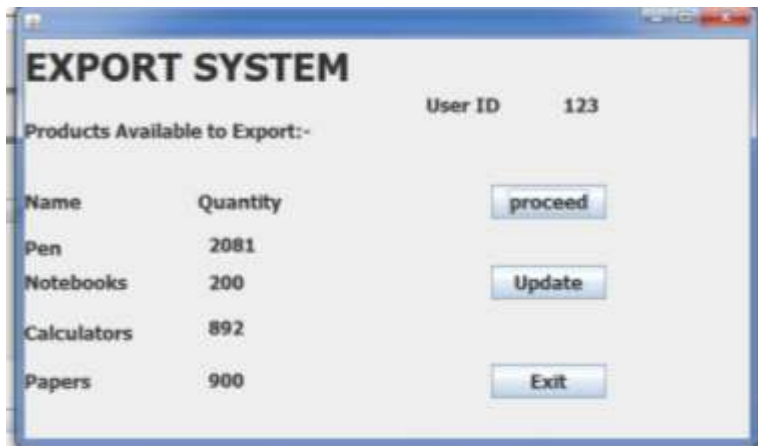 EXPORT SYSTEM
User ID 123
Products Available to Export:-
Name Quantity proceed
Pen 2081
Notebooks 200 Update
Calculators 892
Papers 900 Exit